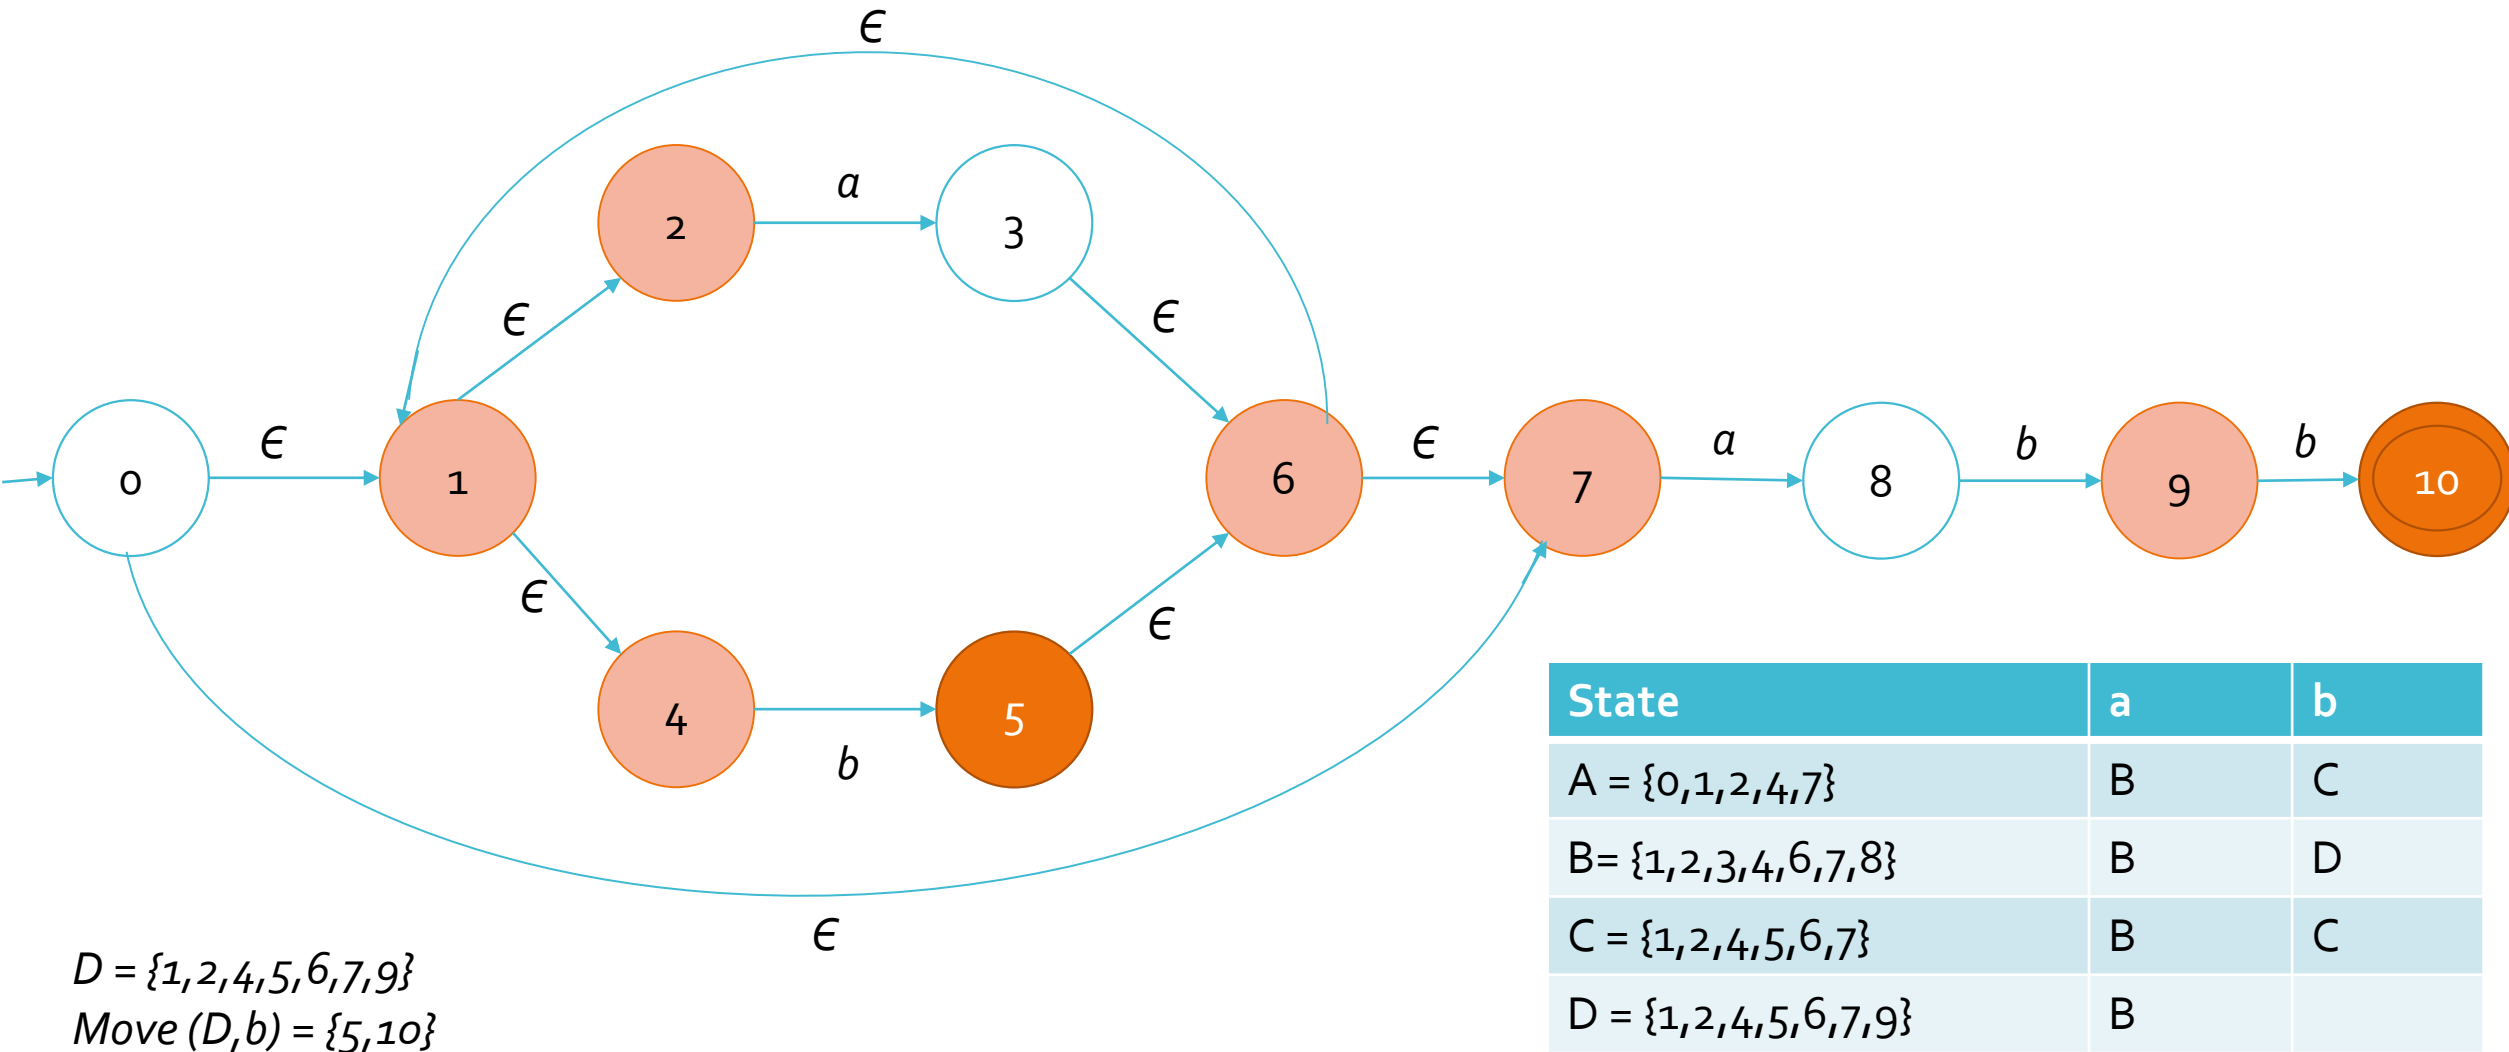 ϵ
2 a 3
ϵ ϵ
0 ϵ 1 6 ϵ 7 a 8 b 9 b 10
ϵ ϵ
4 b 5
ϵ
State a b
A = {0,1,2,4,7} B C
B= {1,2,3,4,6,7,8} B D
C = {1,2,4,5,6,7} B C
D = {1,2,4,5,6,7,9} B
D = {1,2,4,5,6,7,9}
Move (D,b) = {5,10}